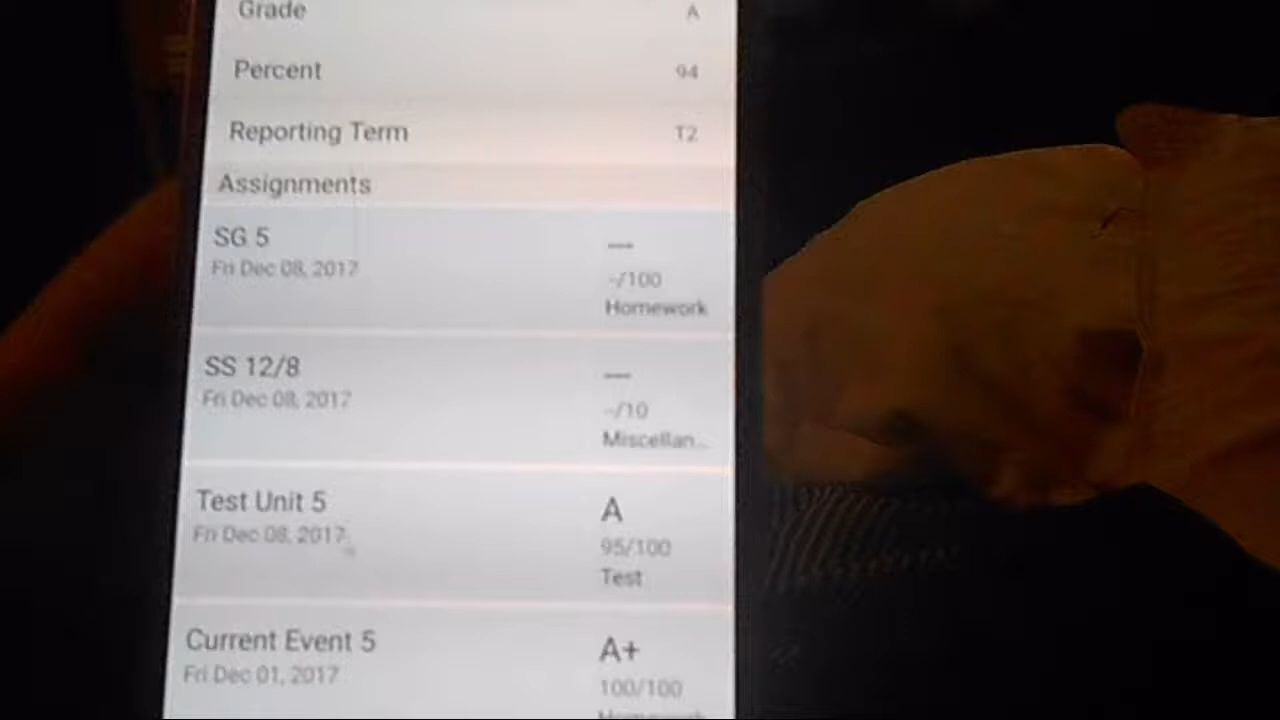 Grade A
Percent 94
Reporting Term T2
Assignments
SG 5
---
Fri Dec 08, 2017
-/100
Homework
SS 12/8
---
Fri Dec 08, 2017
-/10
Miscellan...
Test Unit 5
A
Fri Dec 08, 2017
95/100
Test
Current Event 5
A+
Fri Dec 01, 2017
100/100
Homework